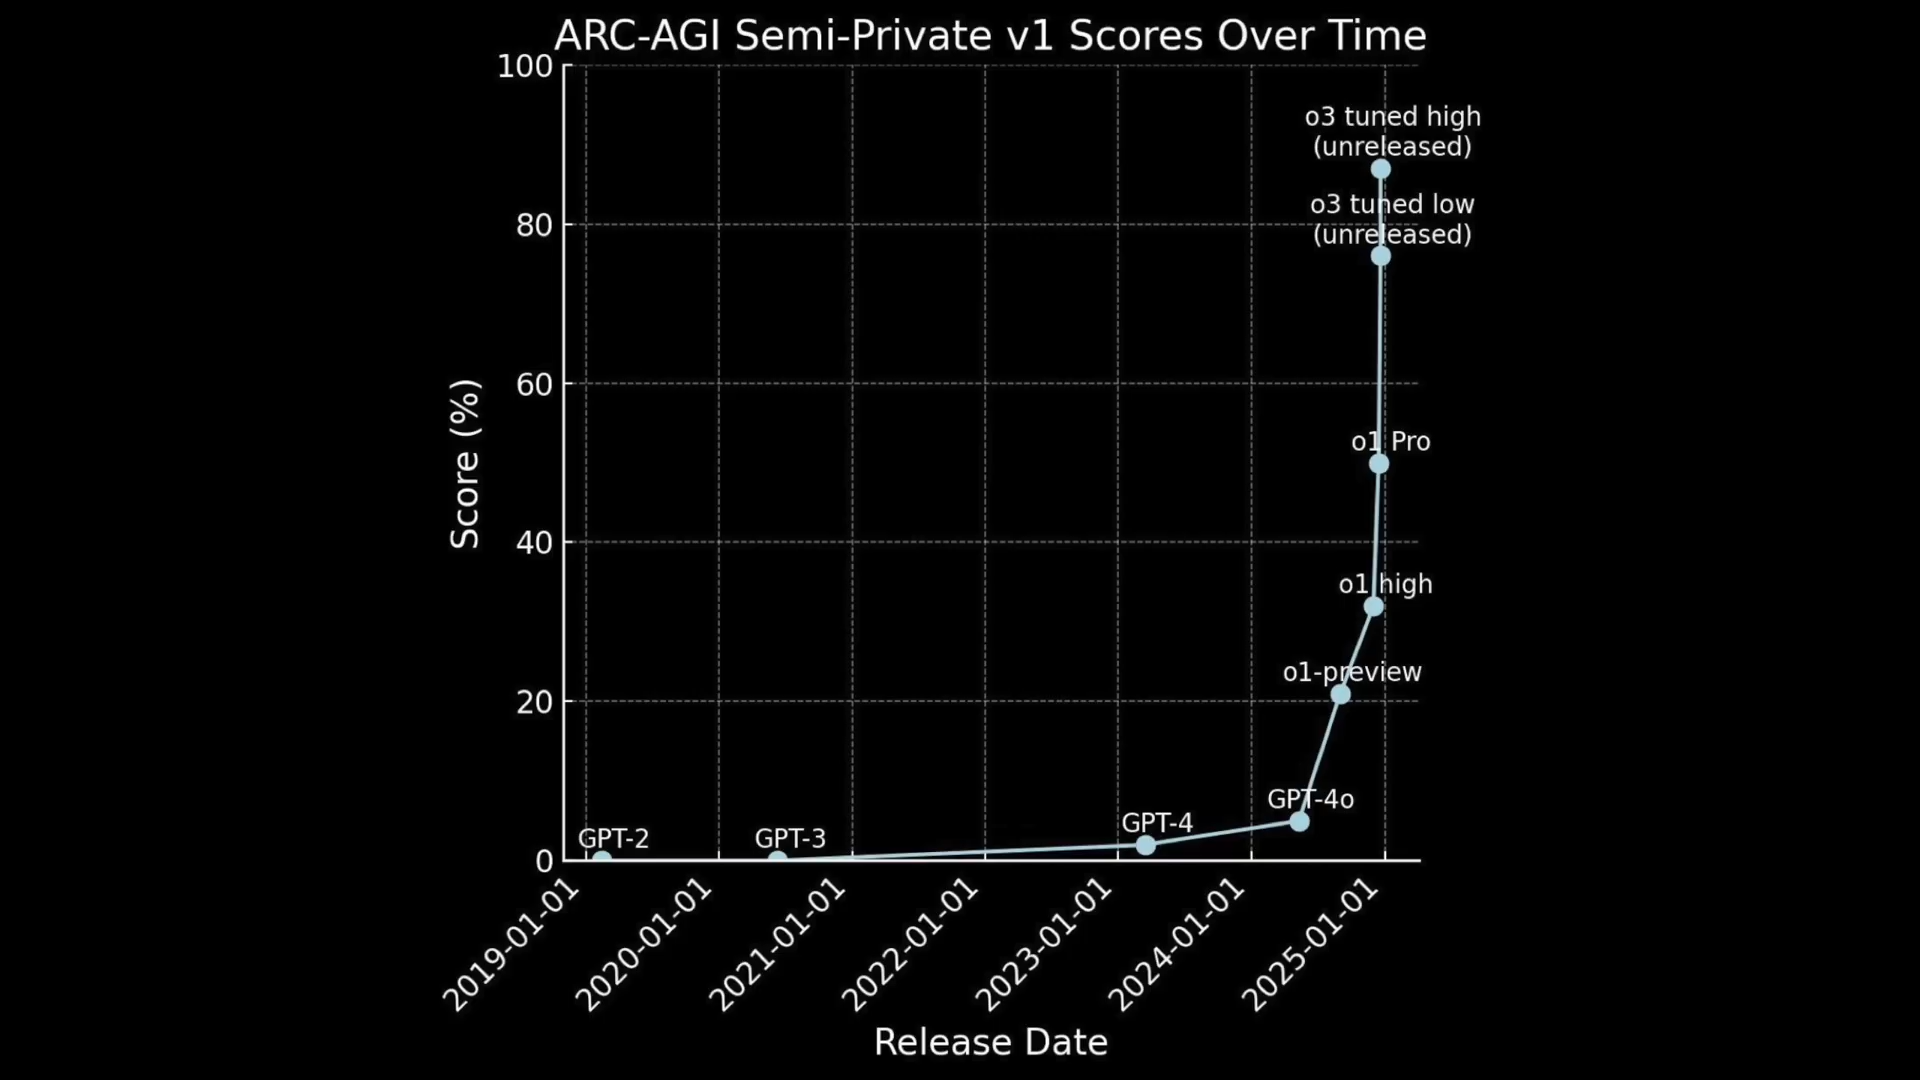 ARC-AGI Semi-Private v1 Scores Over Time
100
80
60
40
20
0
Score (%)
o3 tuned high
(unreleased)
o3 tuned low
(unreleased)
o1 Pro
o1 high
o1-preview
GPT-4o
GPT-4
GPT-3
GPT-2
2019-01-01
2020-01-01
2021-01-01
2022-01-01
2023-01-01
2024-01-01
2025-01-01
Release Date